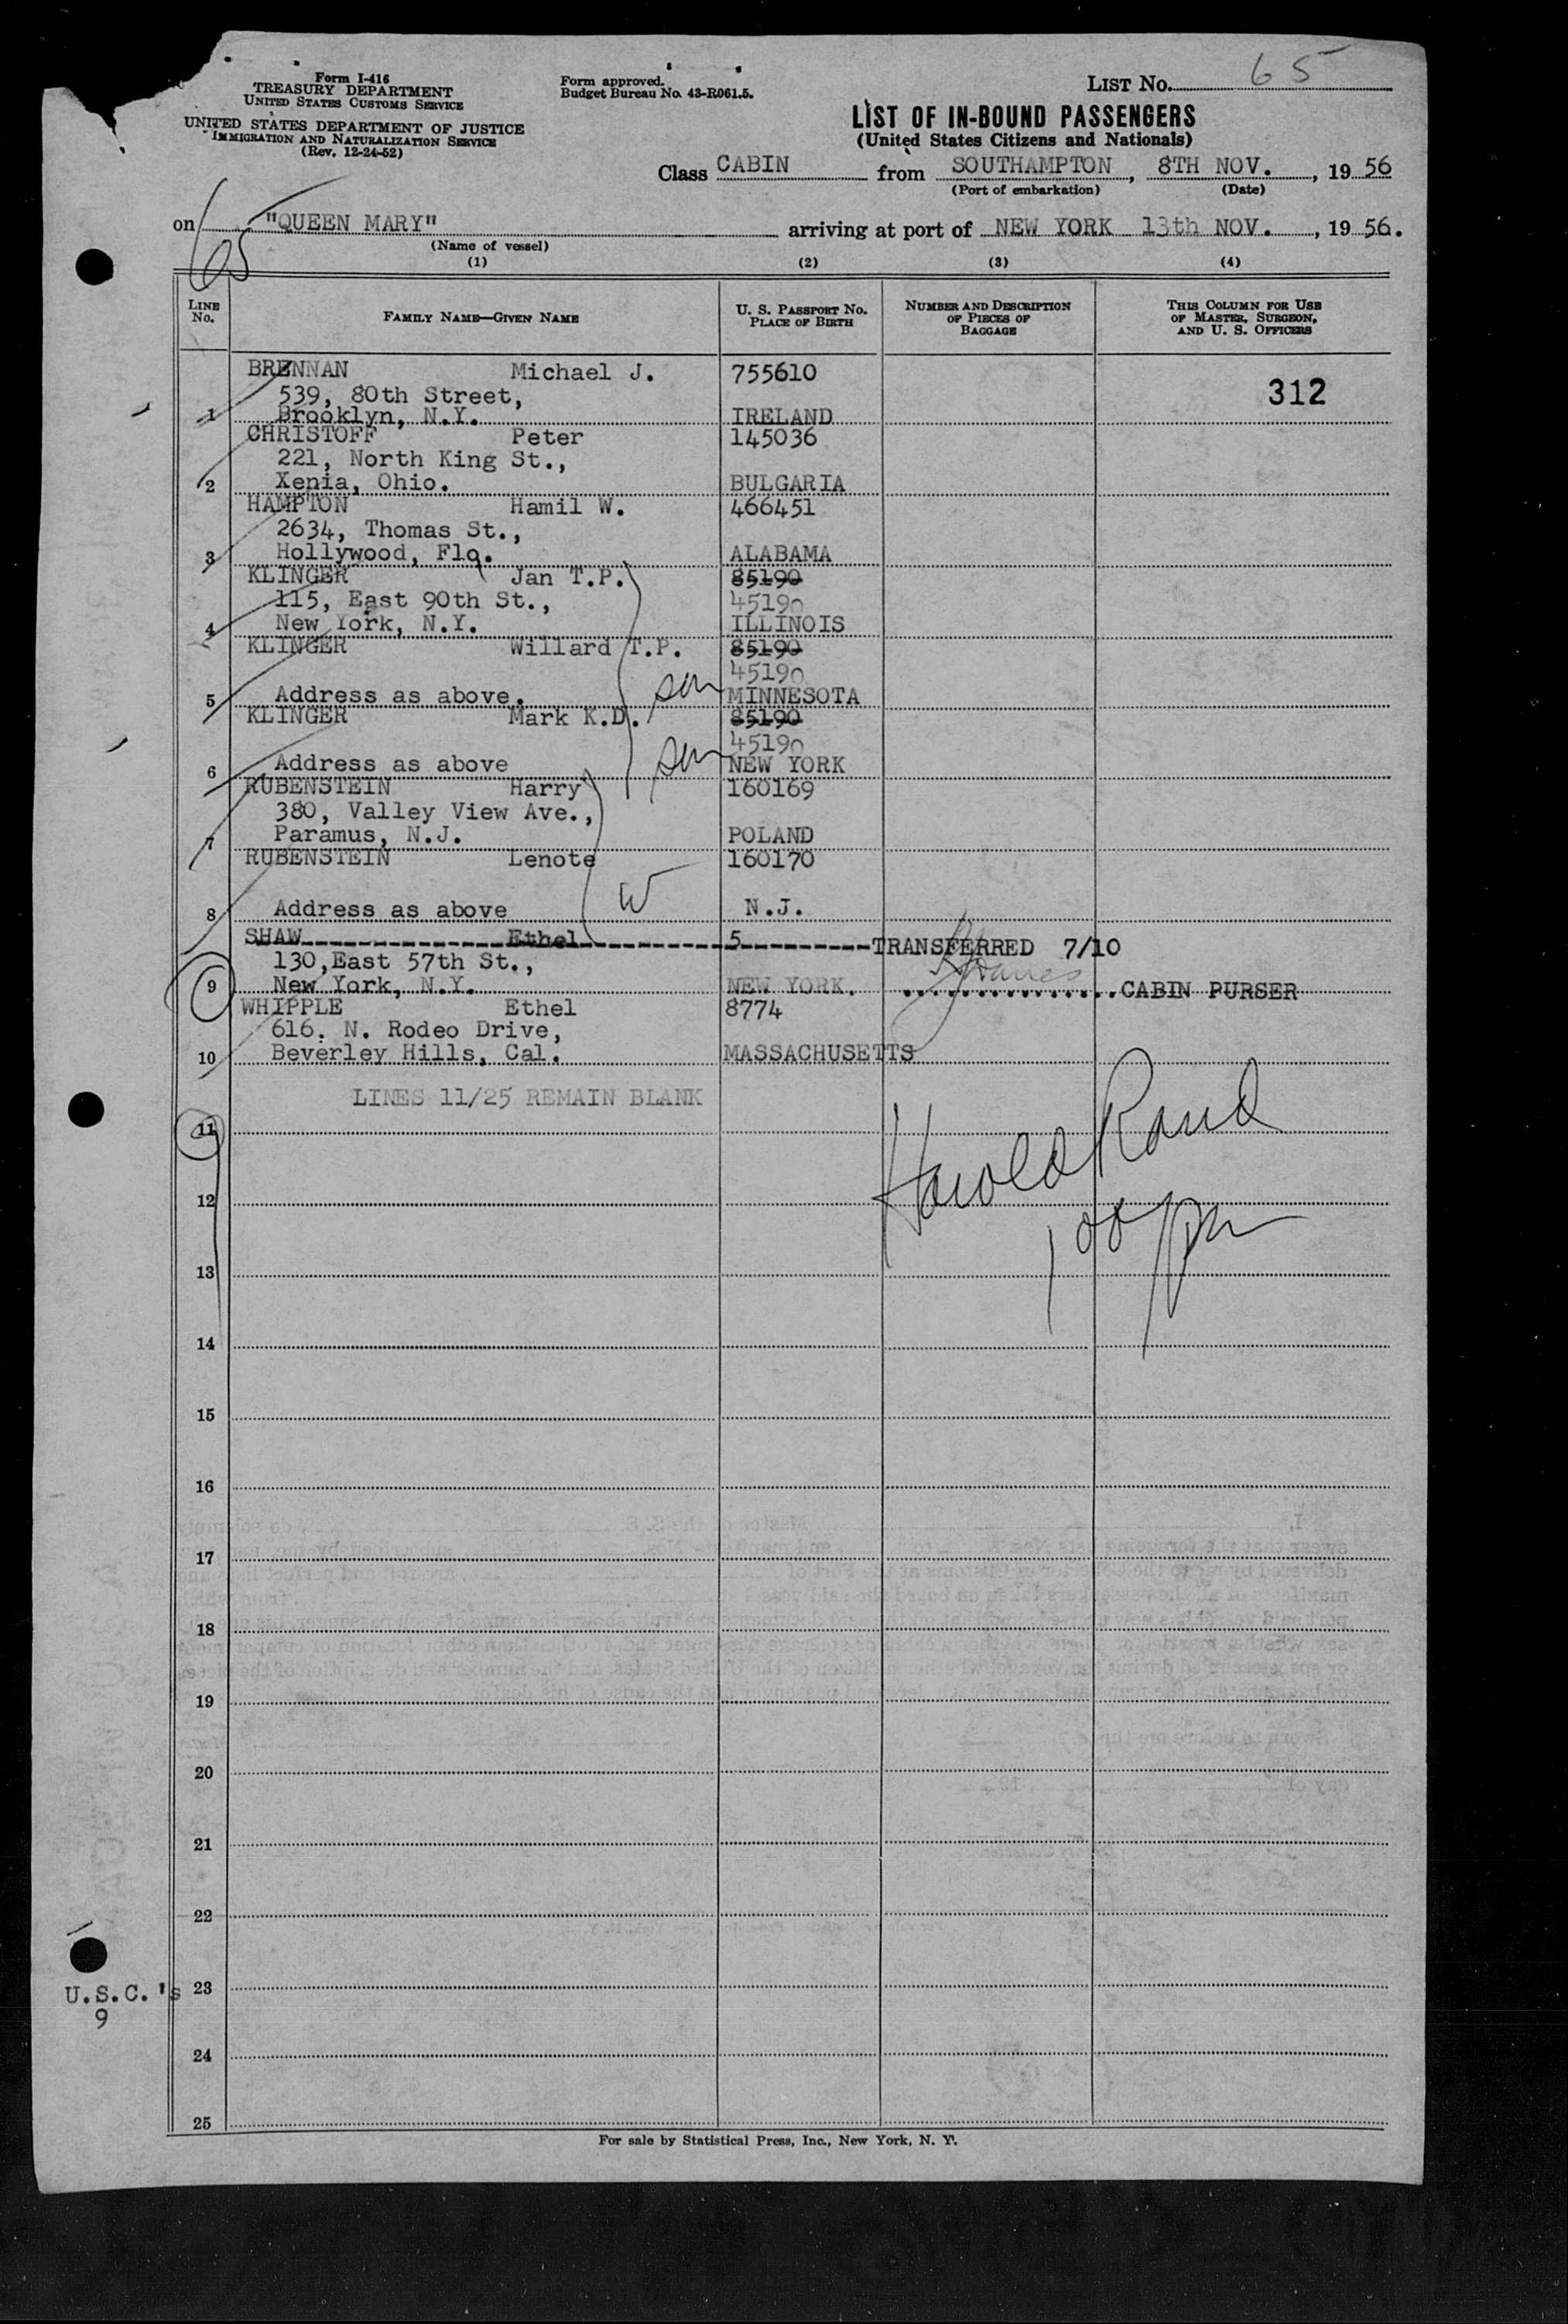 Form I-416
TREASURY DEPARTMENT
UNITED STATES CUSTOMS SERVICE
UNITED STATES DEPARTMENT OF JUSTICE
IMMIGRATION AND NATURALIZATION SERVICE
(Rev. 12-24-52)
Form approved.
Budget Bureau No. 43-R061.5.
LIST No. 65
LIST OF IN-BOUND PASSENGERS
(United States Citizens and Nationals)
Class CABIN from SOUTHAMPTON, 8TH NOV., 19 56
(Port of embarkation) (Date)
on "QUEEN MARY" arriving at port of NEW YORK 13th NOV., 19 56.
(Name of vessel)
65
(1) (2) (3) (4)
LINE No. FAMILY NAME—GIVEN NAME U. S. PASSPORT NO. PLACE OF BIRTH NUMBER AND DESCRIPTION OF PIECES OF BAGGAGE THIS COLUMN FOR USE OF MASTER, SURGEON, AND U. S. OFFICERS
BRENNAN Michael J. 755610
539, 80th Street, 312
1 Brooklyn, N.Y. IRELAND
CHRISTOFF Peter 145036
221, North King St.,
2 Xenia, Ohio. BULGARIA
HAMPTON Hamil W. 466451
2634, Thomas St.,
3 Hollywood, Fla. ALABAMA
KLINGER Jan T.P. 85190
115, East 90th St., 45190
4 New York, N.Y. ILLINOIS
KLINGER Willard T.P. 85190
45190
5 Address as above. son MINNESOTA
KLINGER Mark K.D. 85190
45190
6 Address as above son NEW YORK
RUBENSTEIN Harry 160169
380, Valley View Ave.,
7 Paramus, N.J. POLAND
RUBENSTEIN Lenote 160170
W
8 Address as above N.J.
SHAW Ethel 5 TRANSFERRED 7/10
130,East 57th St.,
9 New York, N.Y. NEW YORK. CABIN PURSER
WHIPPLE Ethel 8774
616. N. Rodeo Drive,
10 Beverley Hills, Cal. MASSACHUSETTS
LINES 11/25 REMAIN BLANK
11
Harold Rand
12
100 pm
13
14
15
16
17
18
19
20
21
22
U.S.C.'s 23
9
24
25
For sale by Statistical Press, Inc., New York, N. Y.